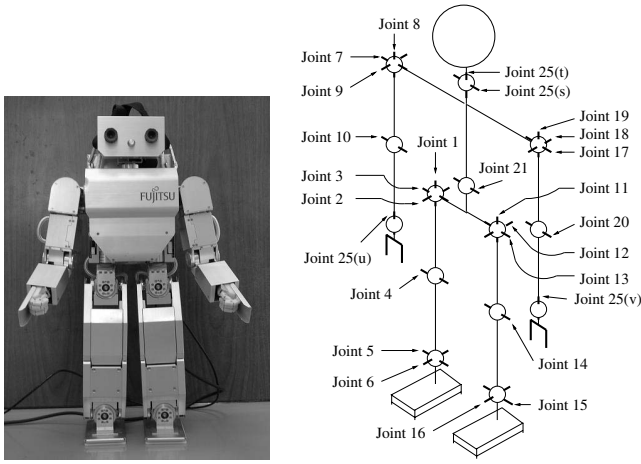 FUJITSU
Joint 8
Joint 7
Joint 9
Joint 25(t)
Joint 25(s)
Joint 19
Joint 18
Joint 17
Joint 10
Joint 1
Joint 3
Joint 2
Joint 21
Joint 11
Joint 20
Joint 12
Joint 13
Joint 25(u)
Joint 4
Joint 25(v)
Joint 14
Joint 5
Joint 6
Joint 15
Joint 16